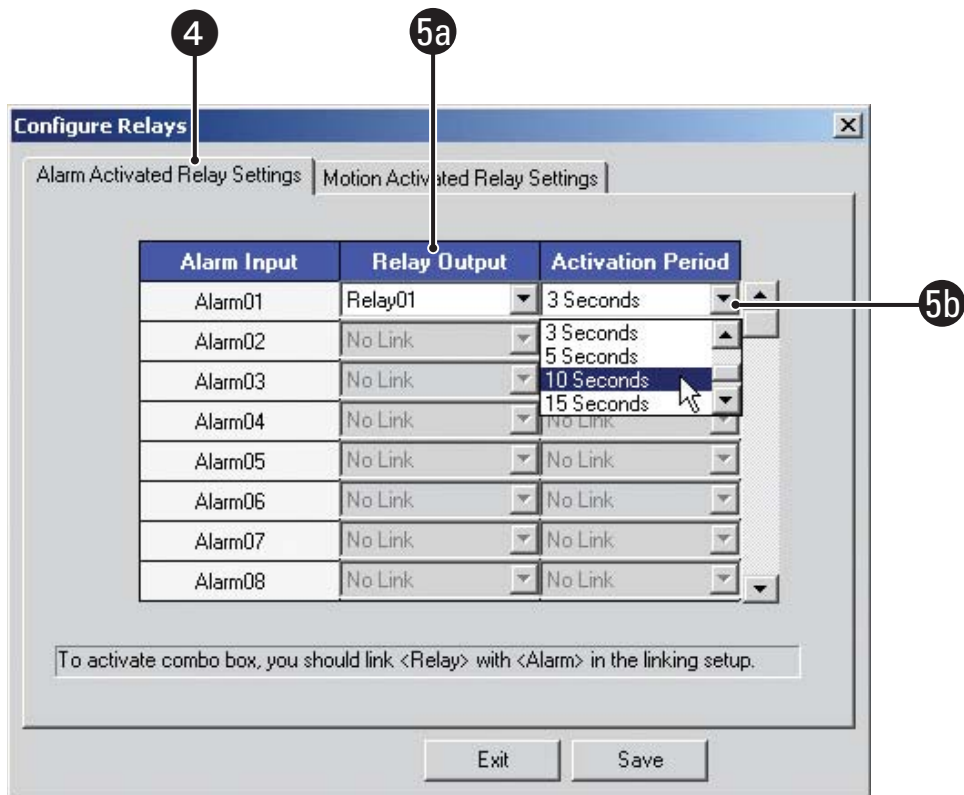 4 5a
Configure Relays
Alarm Activated Relay Settings Motion Activated Relay Settings
Alarm Input Relay Output Activation Period
Alarm01 Relay01 3 Seconds
5b
Alarm02 No Link 3 Seconds
5 Seconds
Alarm03 No Link 10 Seconds
15 Seconds
Alarm04 No Link No Link
Alarm05 No Link No Link
Alarm06 No Link No Link
Alarm07 No Link No Link
Alarm08 No Link No Link
To activate combo box, you should link <Relay> with <Alarm> in the linking setup.
Exit Save